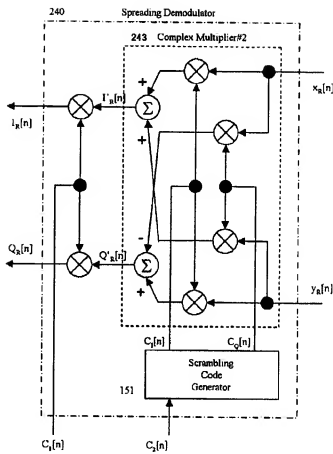 240 Spreading Demodulator
243 Complex Multiplier#2
+
Σ
I'R[n]
IR[n]
xR[n]
+
-
QR[n]
Q'R[n]
Σ
+
yR[n]
CI[n]
CQ[n]
Scrambling
Code
Generator
151
C1[n]
C2[n]